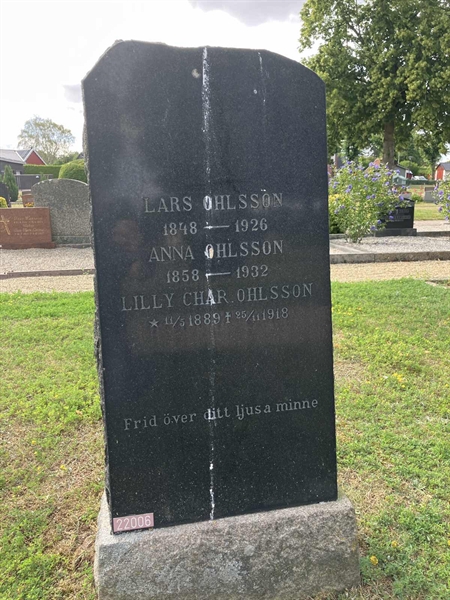 LARS OHLSSON
1848 — 1926
ANNA OHLSSON
1858 — 1932
LILLY CHAR. OHLSSON
* 11/5 1889 † 25/11 1918
Frid över ditt ljusa minne
22006